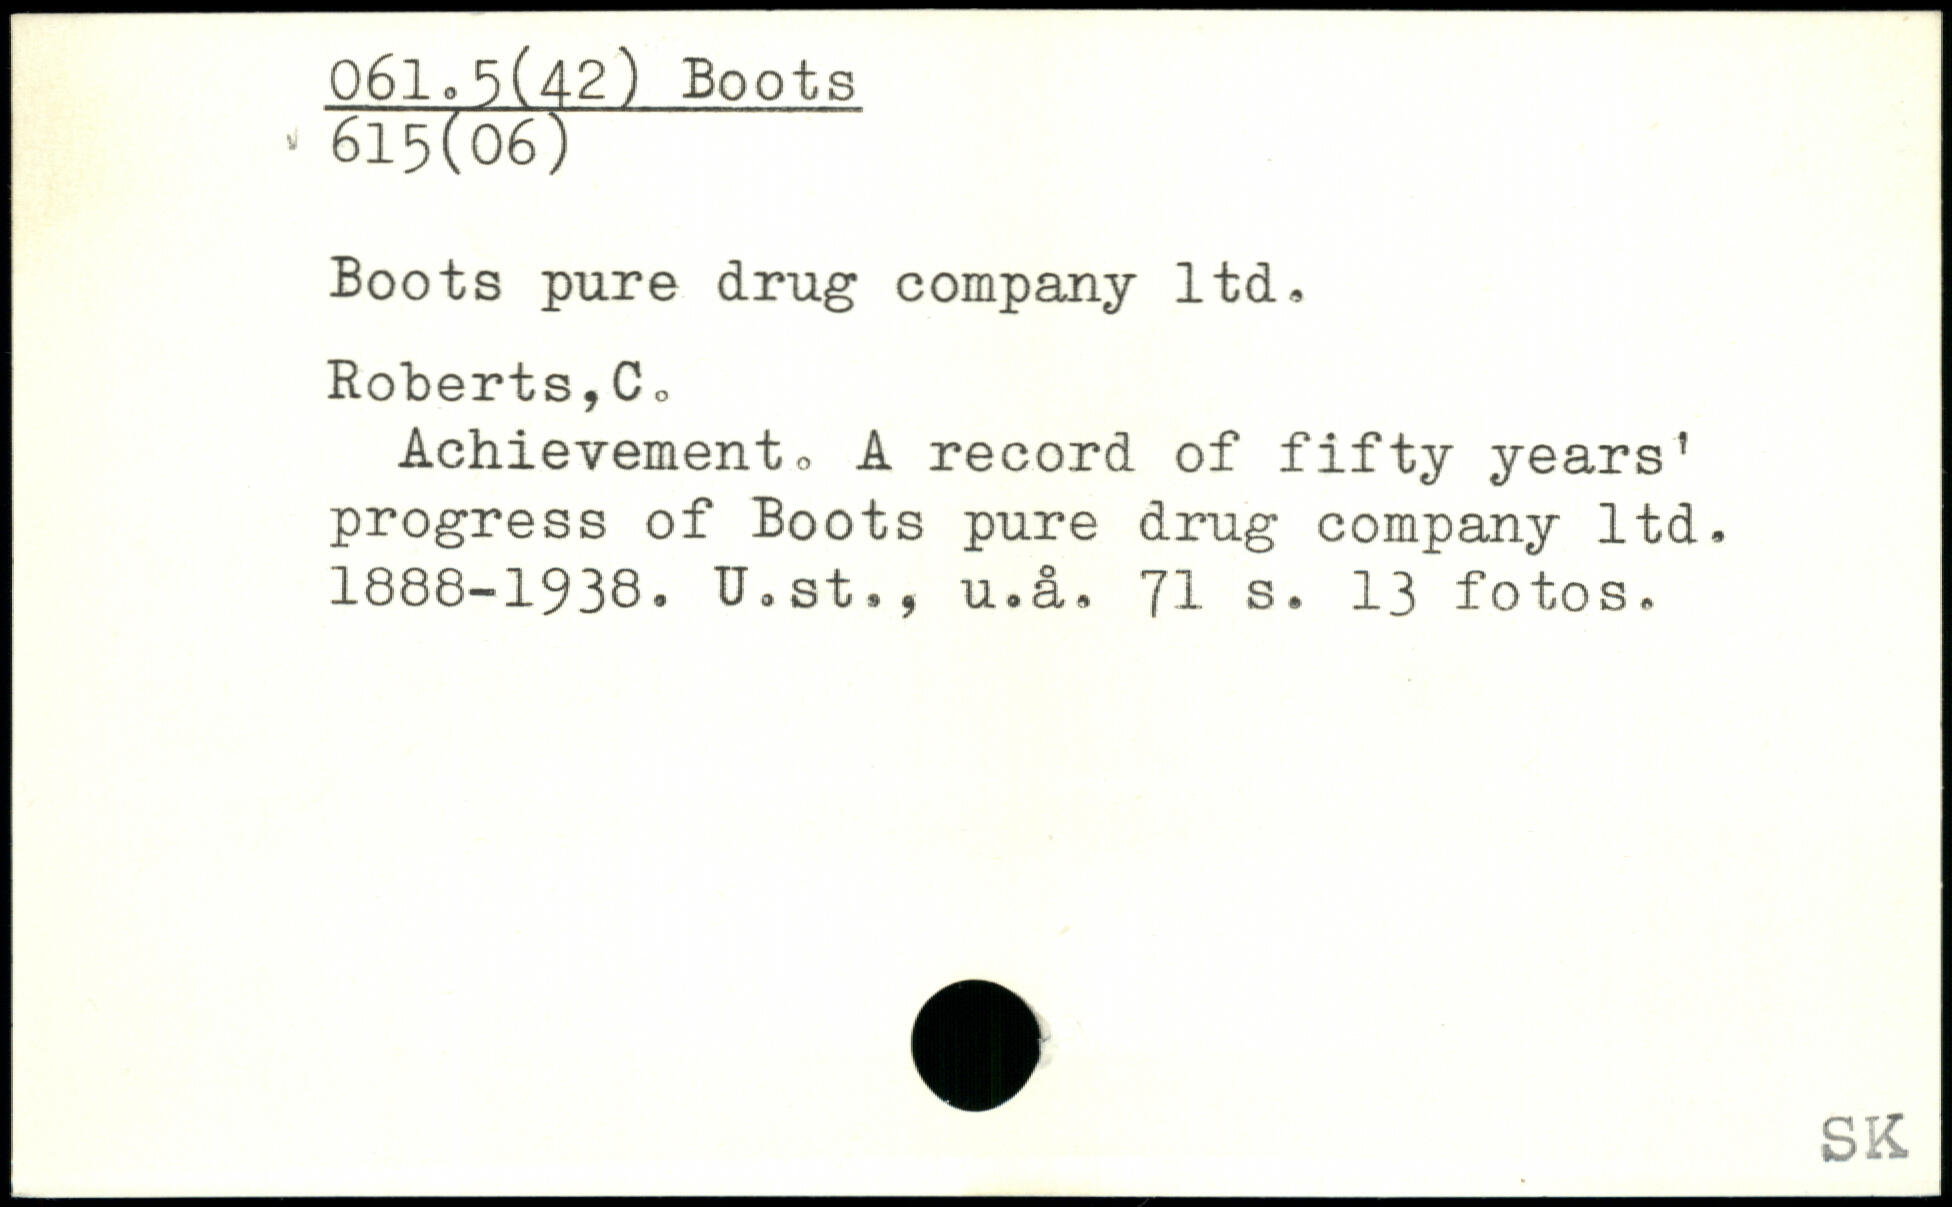 061.5(42) Boots
615(06)
Boots pure drug company ltd.
Roberts,C.
Achievement. A record of fifty years'
progress of Boots pure drug company ltd.
1888-1938. U.st., u.å. 71 s. 13 fotos.
SK